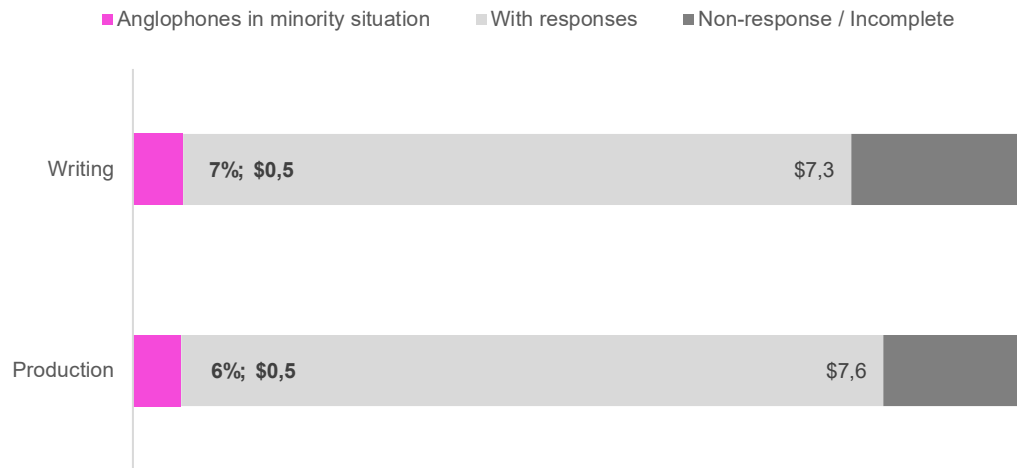 Anglophones in minority situation With responses Non-response / Incomplete
Writing 7%; $0,5 $7,3
Production 6%; $0,5 $7,6